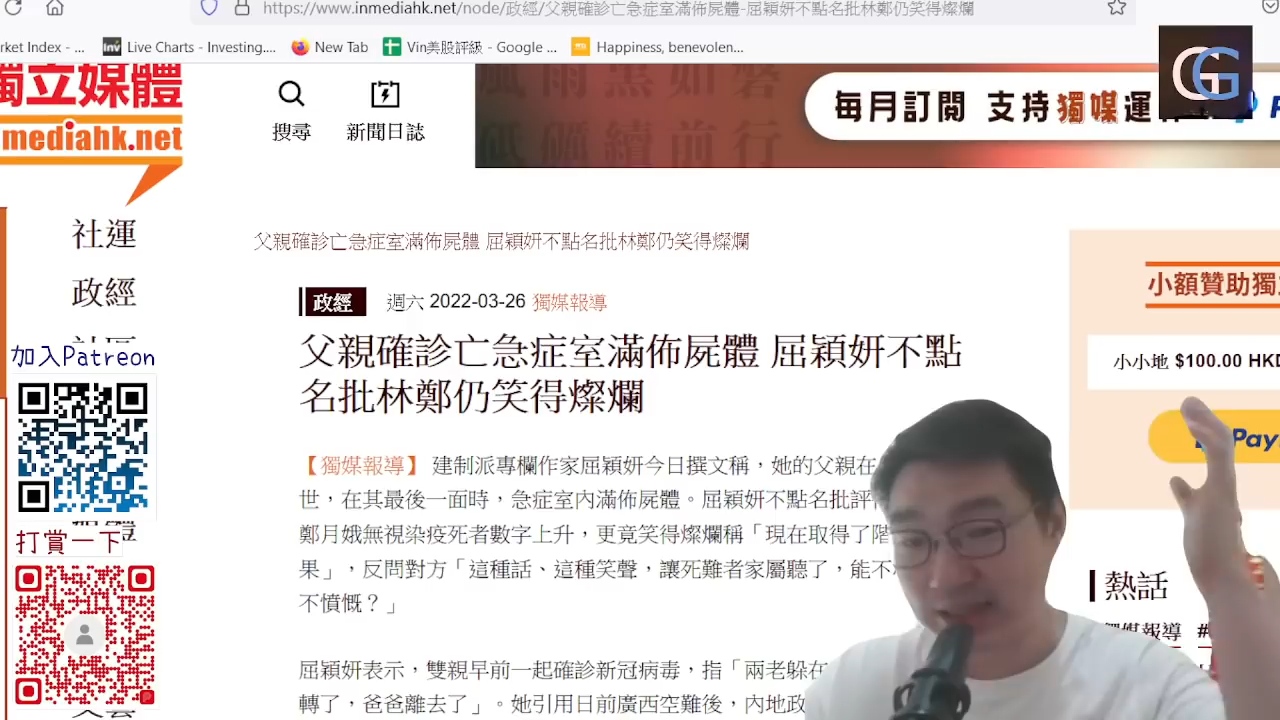 https://www.inmediahk.net/node/政經/父親確診亡急症室滿佈屍體-屈穎妍不點名批林鄭仍笑得燦爛
rket Index - ...
Live Charts - Investing....
New Tab
Vin美股評級 - Google ...
Happiness, benevolen...
獨立媒體
nmediahk.net
搜尋
新聞日誌
風雨黑如磐
低砸續前行
每月訂閱 支持獨媒運
GG
社運
政經
加入Patreon
打賞一下
父親確診亡急症室滿佈屍體 屈穎妍不點名批林鄭仍笑得燦爛
政經 週六 2022-03-26 獨媒報導
父親確診亡急症室滿佈屍體 屈穎妍不點
名批林鄭仍笑得燦爛
【獨媒報導】建制派專欄作家屈穎妍今日撰文稱,她的父親在
世,在其最後一面時,急症室內滿佈屍體。屈穎妍不點名批評
鄭月娥無視染疫死者數字上升,更竟笑得燦爛稱「現在取得了階
果」,反問對方「這種話、這種笑聲,讓死難者家屬聽了,能不
不憤慨?」
屈穎妍表示,雙親早前一起確診新冠病毒,指「兩老躲在
轉了,爸爸離去了」。她引用日前廣西空難後,內地政
小額贊助獨
小小地 $100.00 HKD
Pay
熱話
獨媒報導 #